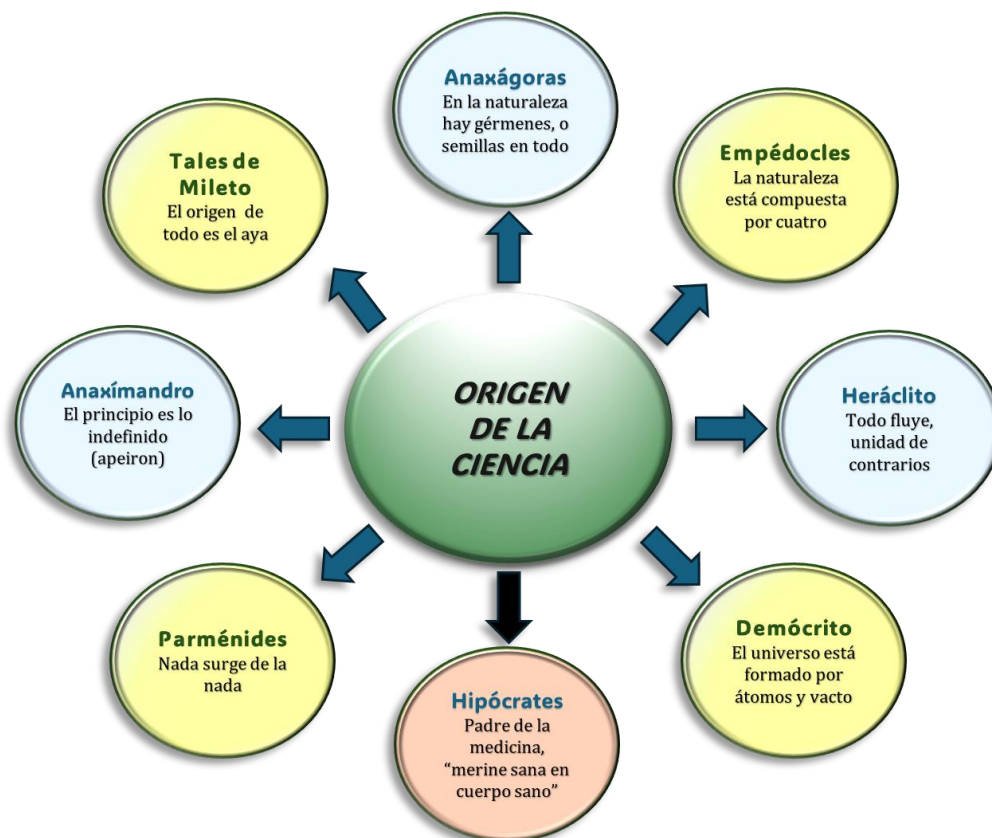 Anaxágoras
En la naturaleza
hay gérmenes, o
semillas en todo
Tales de
Mileto
El origen de
todo es el aya
Empédocles
La naturaleza
está compuesta
por cuatro
Anaxímandro
El principio es lo
indefinido
(apeiron)
ORIGEN
DE LA
CIENCIA
Heráclito
Todo fluye,
unidad de
contrarios
Parménides
Nada surge de la
nada
Hipócrates
Padre de la
medicina,
“merine sana en
cuerpo sano”
Demócrito
El universo está
formado por
átomos y vacto